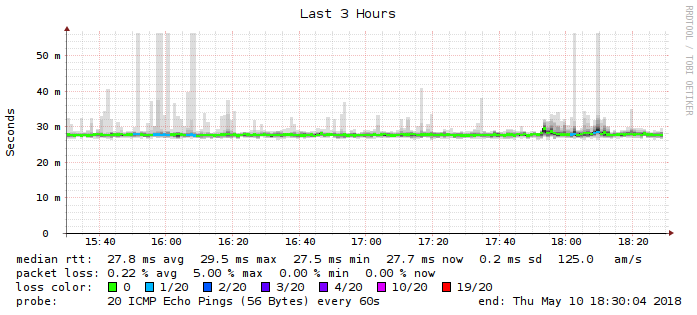 Last 3 Hours
RRDTOOL / TOBI OETIKER
Seconds
50 m
40 m
30 m
20 m
10 m
0
15:40 16:00 16:20 16:40 17:00 17:20 17:40 18:00 18:20
median rtt: 27.8 ms avg 29.5 ms max 27.5 ms min 27.7 ms now 0.2 ms sd 125.0 am/s
packet loss: 0.22 % avg 5.00 % max 0.00 % min 0.00 % now
loss color: 0 1/20 2/20 3/20 4/20 10/20 19/20
probe: 20 ICMP Echo Pings (56 Bytes) every 60s end: Thu May 10 18:30:04 2018